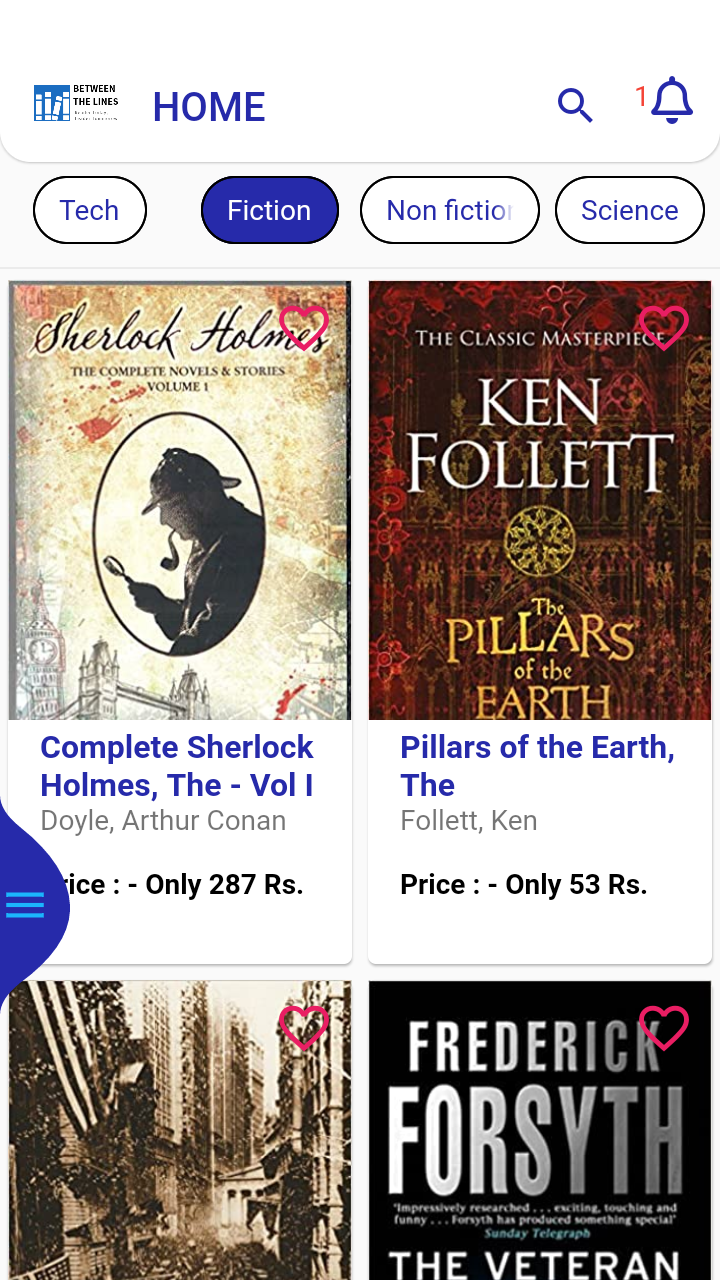 BETWEEN
THE LINES
HOME
1
Tech
Fiction
Non fiction
Science
Sherlock Holmes
THE COMPLETE NOVELS & STORIES
VOLUME 1
THE CLASSIC MASTERPIECE
KEN
FOLLETT
The
PILLARS
of the
EARTH
Complete Sherlock
Holmes, The - Vol I
Doyle, Arthur Conan
Price : - Only 287 Rs.
Pillars of the Earth,
The
Follett, Ken
Price : - Only 53 Rs.
FREDERICK
FORSYTH
'Impressively researched . . . exciting, touching and
funny . . . Forsyth has produced something special'
Sunday Telegraph
THE VETERAN